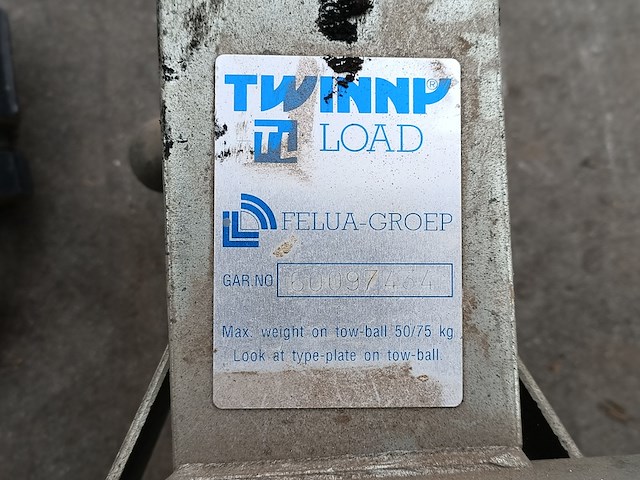 TWINNY®
TL LOAD
FELUA-GROEP
GAR.NO
Max. weight on tow-ball 50/75 kg
Look at type-plate on tow-ball.